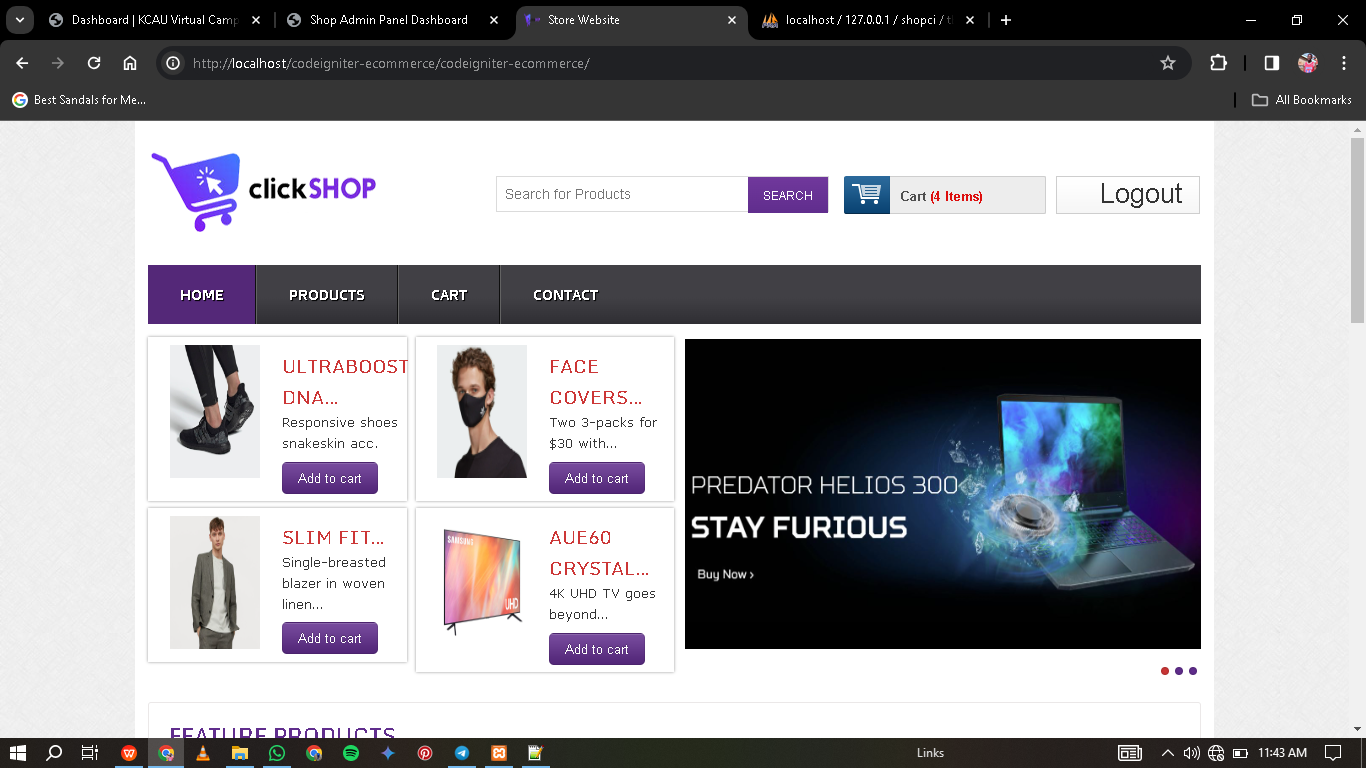 Dashboard | KCAU Virtual Camp
Shop Admin Panel Dashboard
Store Website
localhost / 127.0.0.1 / shopci /
http://localhost/codeigniter-ecommerce/codeigniter-ecommerce/
Best Sandals for Me...
All Bookmarks
clickSHOP
Search for Products
SEARCH
Cart (4 Items)
Logout
HOME
PRODUCTS
CART
CONTACT
ULTRABOOST
DNA...
Responsive shoes
snakeskin acc.
Add to cart
FACE
COVERS...
Two 3-packs for
$30 with...
Add to cart
SLIM FIT...
Single-breasted
blazer in woven
linen...
Add to cart
SAMSUNG
UHD
AUE60
CRYSTAL...
4K UHD TV goes
beyond...
Add to cart
PREDATOR HELIOS 300
STAY FURIOUS
Buy Now ›
FEATURE PRODUCTS
Links
11:43 AM